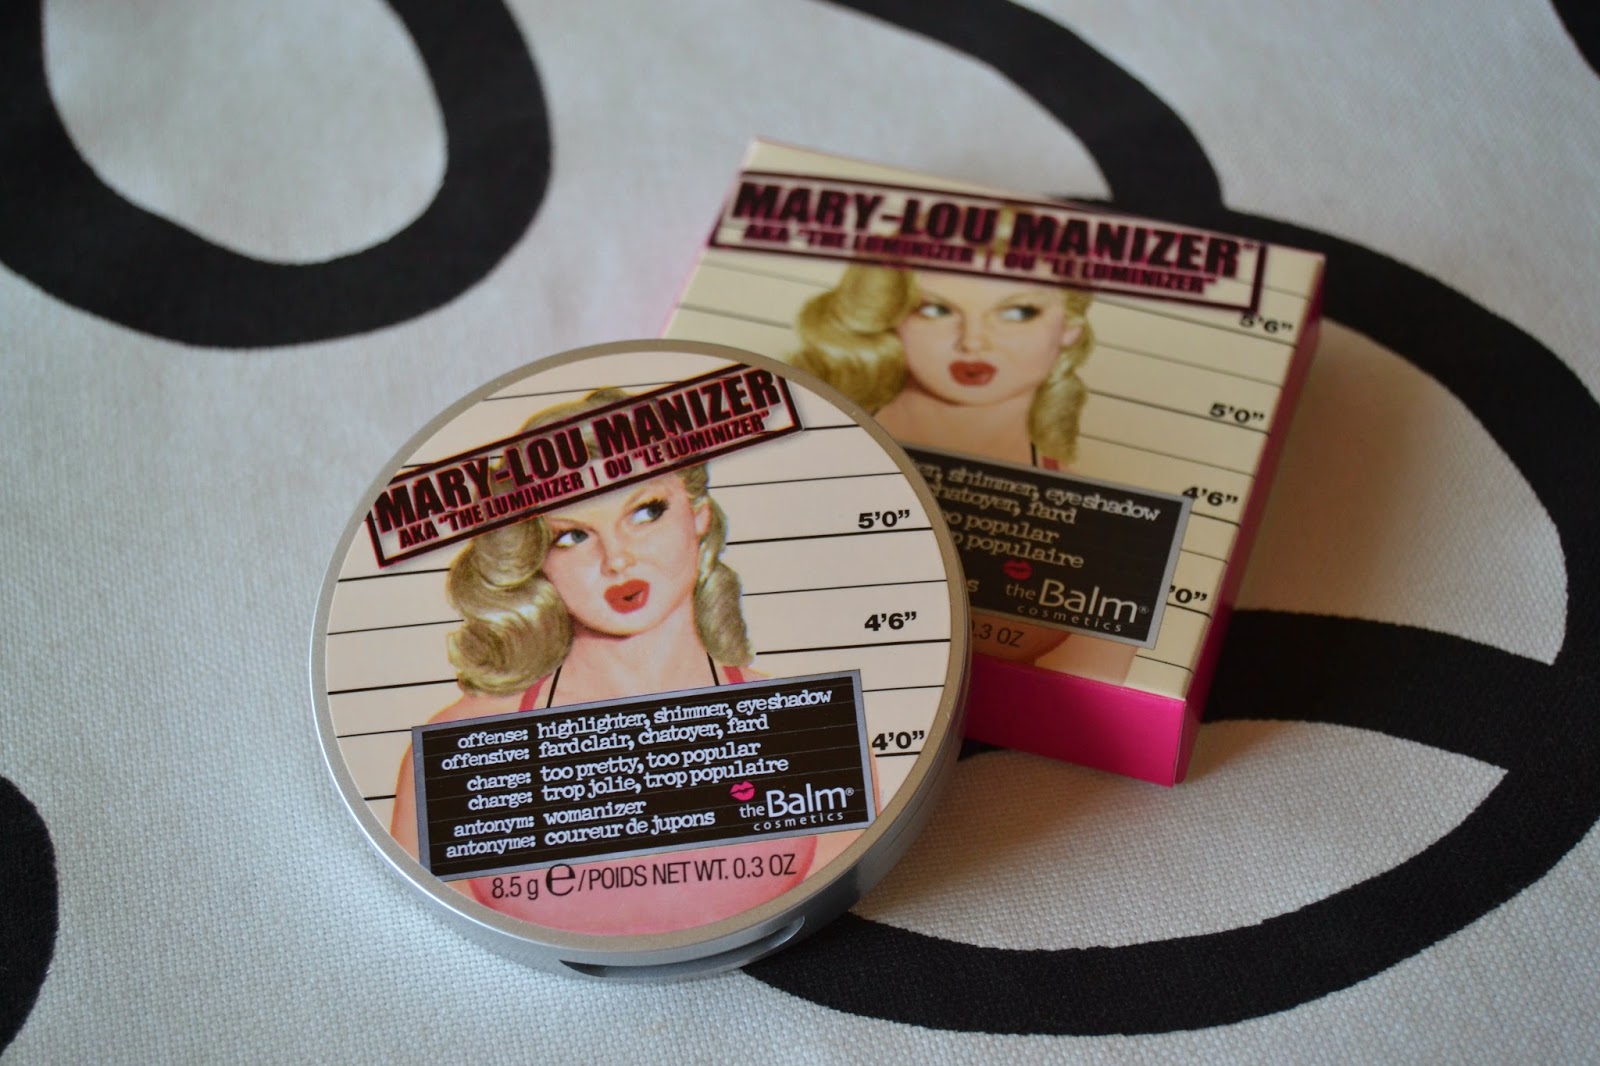 MARY-LOU MANIZER
AKA "THE LUMINIZER | OU "LE LUMINIZER"
5'6"
5'0"
4'6"
shimmer, eyeshadow
chatoyer, fard
popular
populaire
theBalm®
cosmetics
0.3 OZ
MARY-LOU MANIZER
AKA "THE LUMINIZER | OU "LE LUMINIZER"
5'0"
4'6"
4'0"
offense: highlighter, shimmer, eyeshadow
offensive: fard clair, chatoyer, fard
charge: too pretty, too popular
charge: trop jolie, trop populaire
antonym: womanizer
antonyme: coureur de jupons
theBalm®
cosmetics
8.5 g e/POIDS NET WT. 0.3 OZ